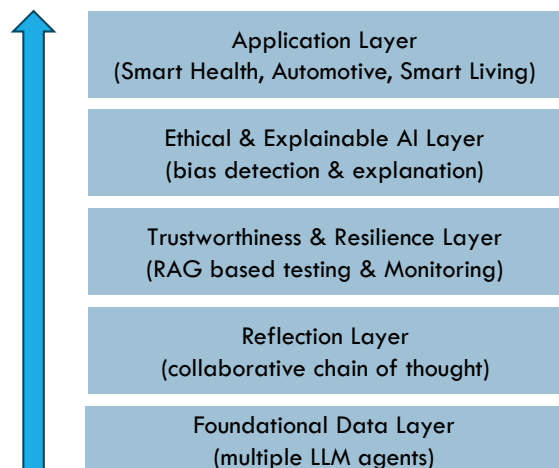 Application Layer
(Smart Health, Automotive, Smart Living)
Ethical & Explainable AI Layer
(bias detection & explanation)
Trustworthiness & Resilience Layer
(RAG based testing & Monitoring)
Reflection Layer
(collaborative chain of thought)
Foundational Data Layer
(multiple LLM agents)